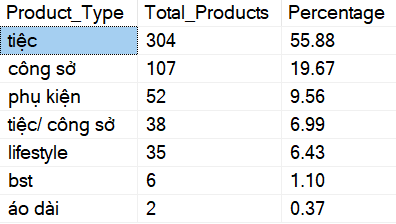 Product_Type Total_Products Percentage
tiệc 304 55.88
công sở 107 19.67
phụ kiện 52 9.56
tiệc/ công sở 38 6.99
lifestyle 35 6.43
bst 6 1.10
áo dài 2 0.37